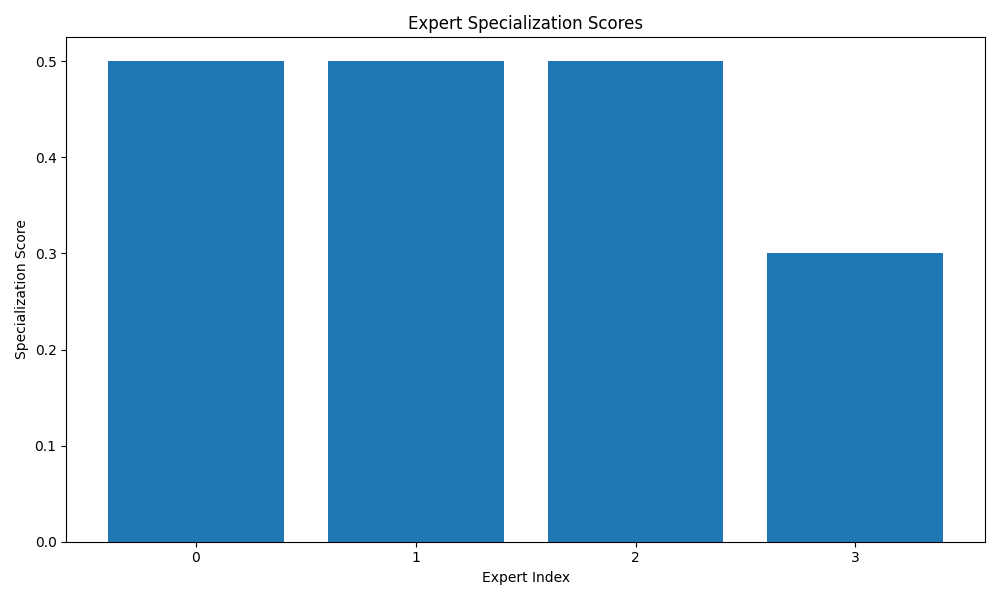 Expert Specialization Scores
Specialization Score
0.5
0.4
0.3
0.2
0.1
0.0
0 1 2 3
Expert Index